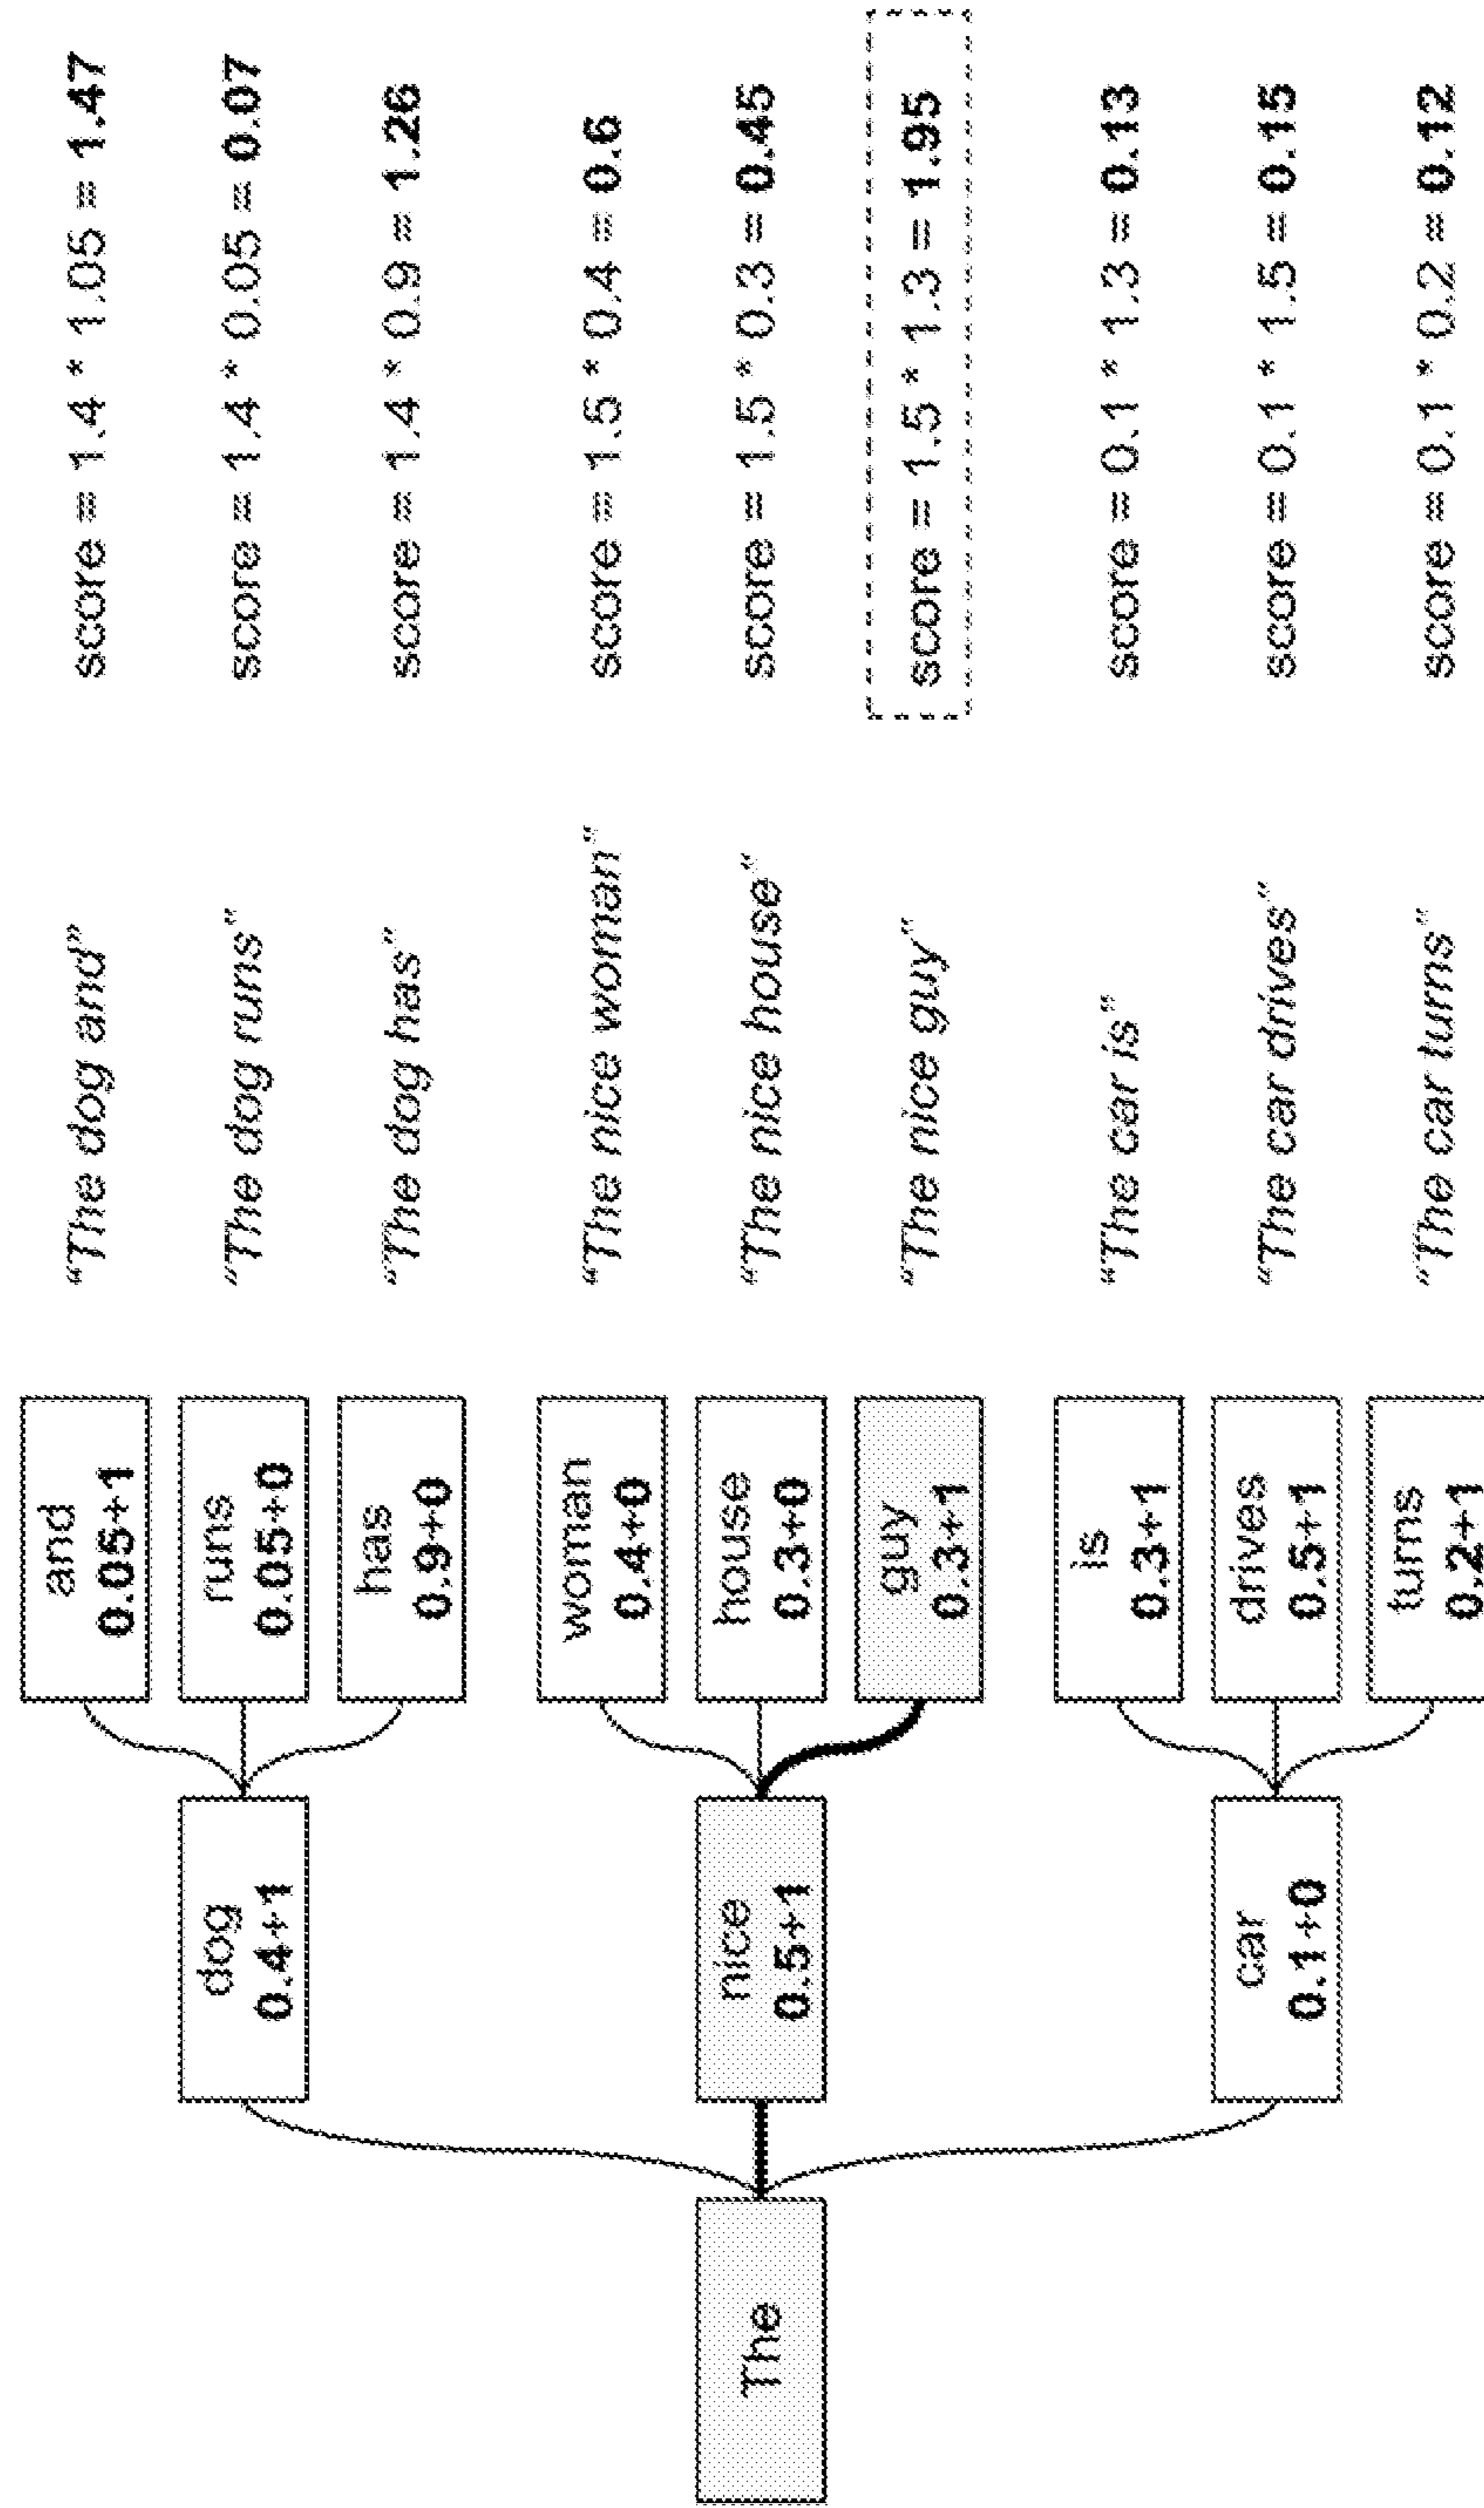 The
dog
0.4+1
nice
0.5+1
car
0.1+0
and
0.05+1
runs
0.05+0
has
0.9+0
woman
0.4+0
house
0.3+0
guy
0.3+1
is
0.3+1
drives
0.5+1
turns
0.2+1
"The dog and" score = 1.4 * 1.05 = 1.47
"The dog runs" score = 1.4 * 0.05 = 0.07
"The dog has" score = 1.4 * 0.9 = 1.26
"The nice woman" score = 1.5 * 0.4 = 0.6
"The nice house" score = 1.5 * 0.3 = 0.45
"The nice guy" score = 1.5 * 1.3 = 1.95
"The car is" score = 0.1 * 1.3 = 0.13
"The car drives" score = 0.1 * 1.5 = 0.15
"The car turns" score = 0.1 * 0.2 = 0.12